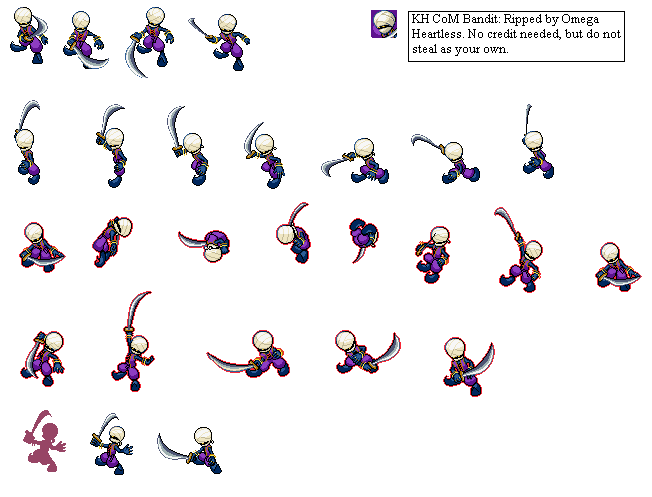 KH CoM Bandit: Ripped by Omega
Heartless. No credit needed, but do not
steal as your own.